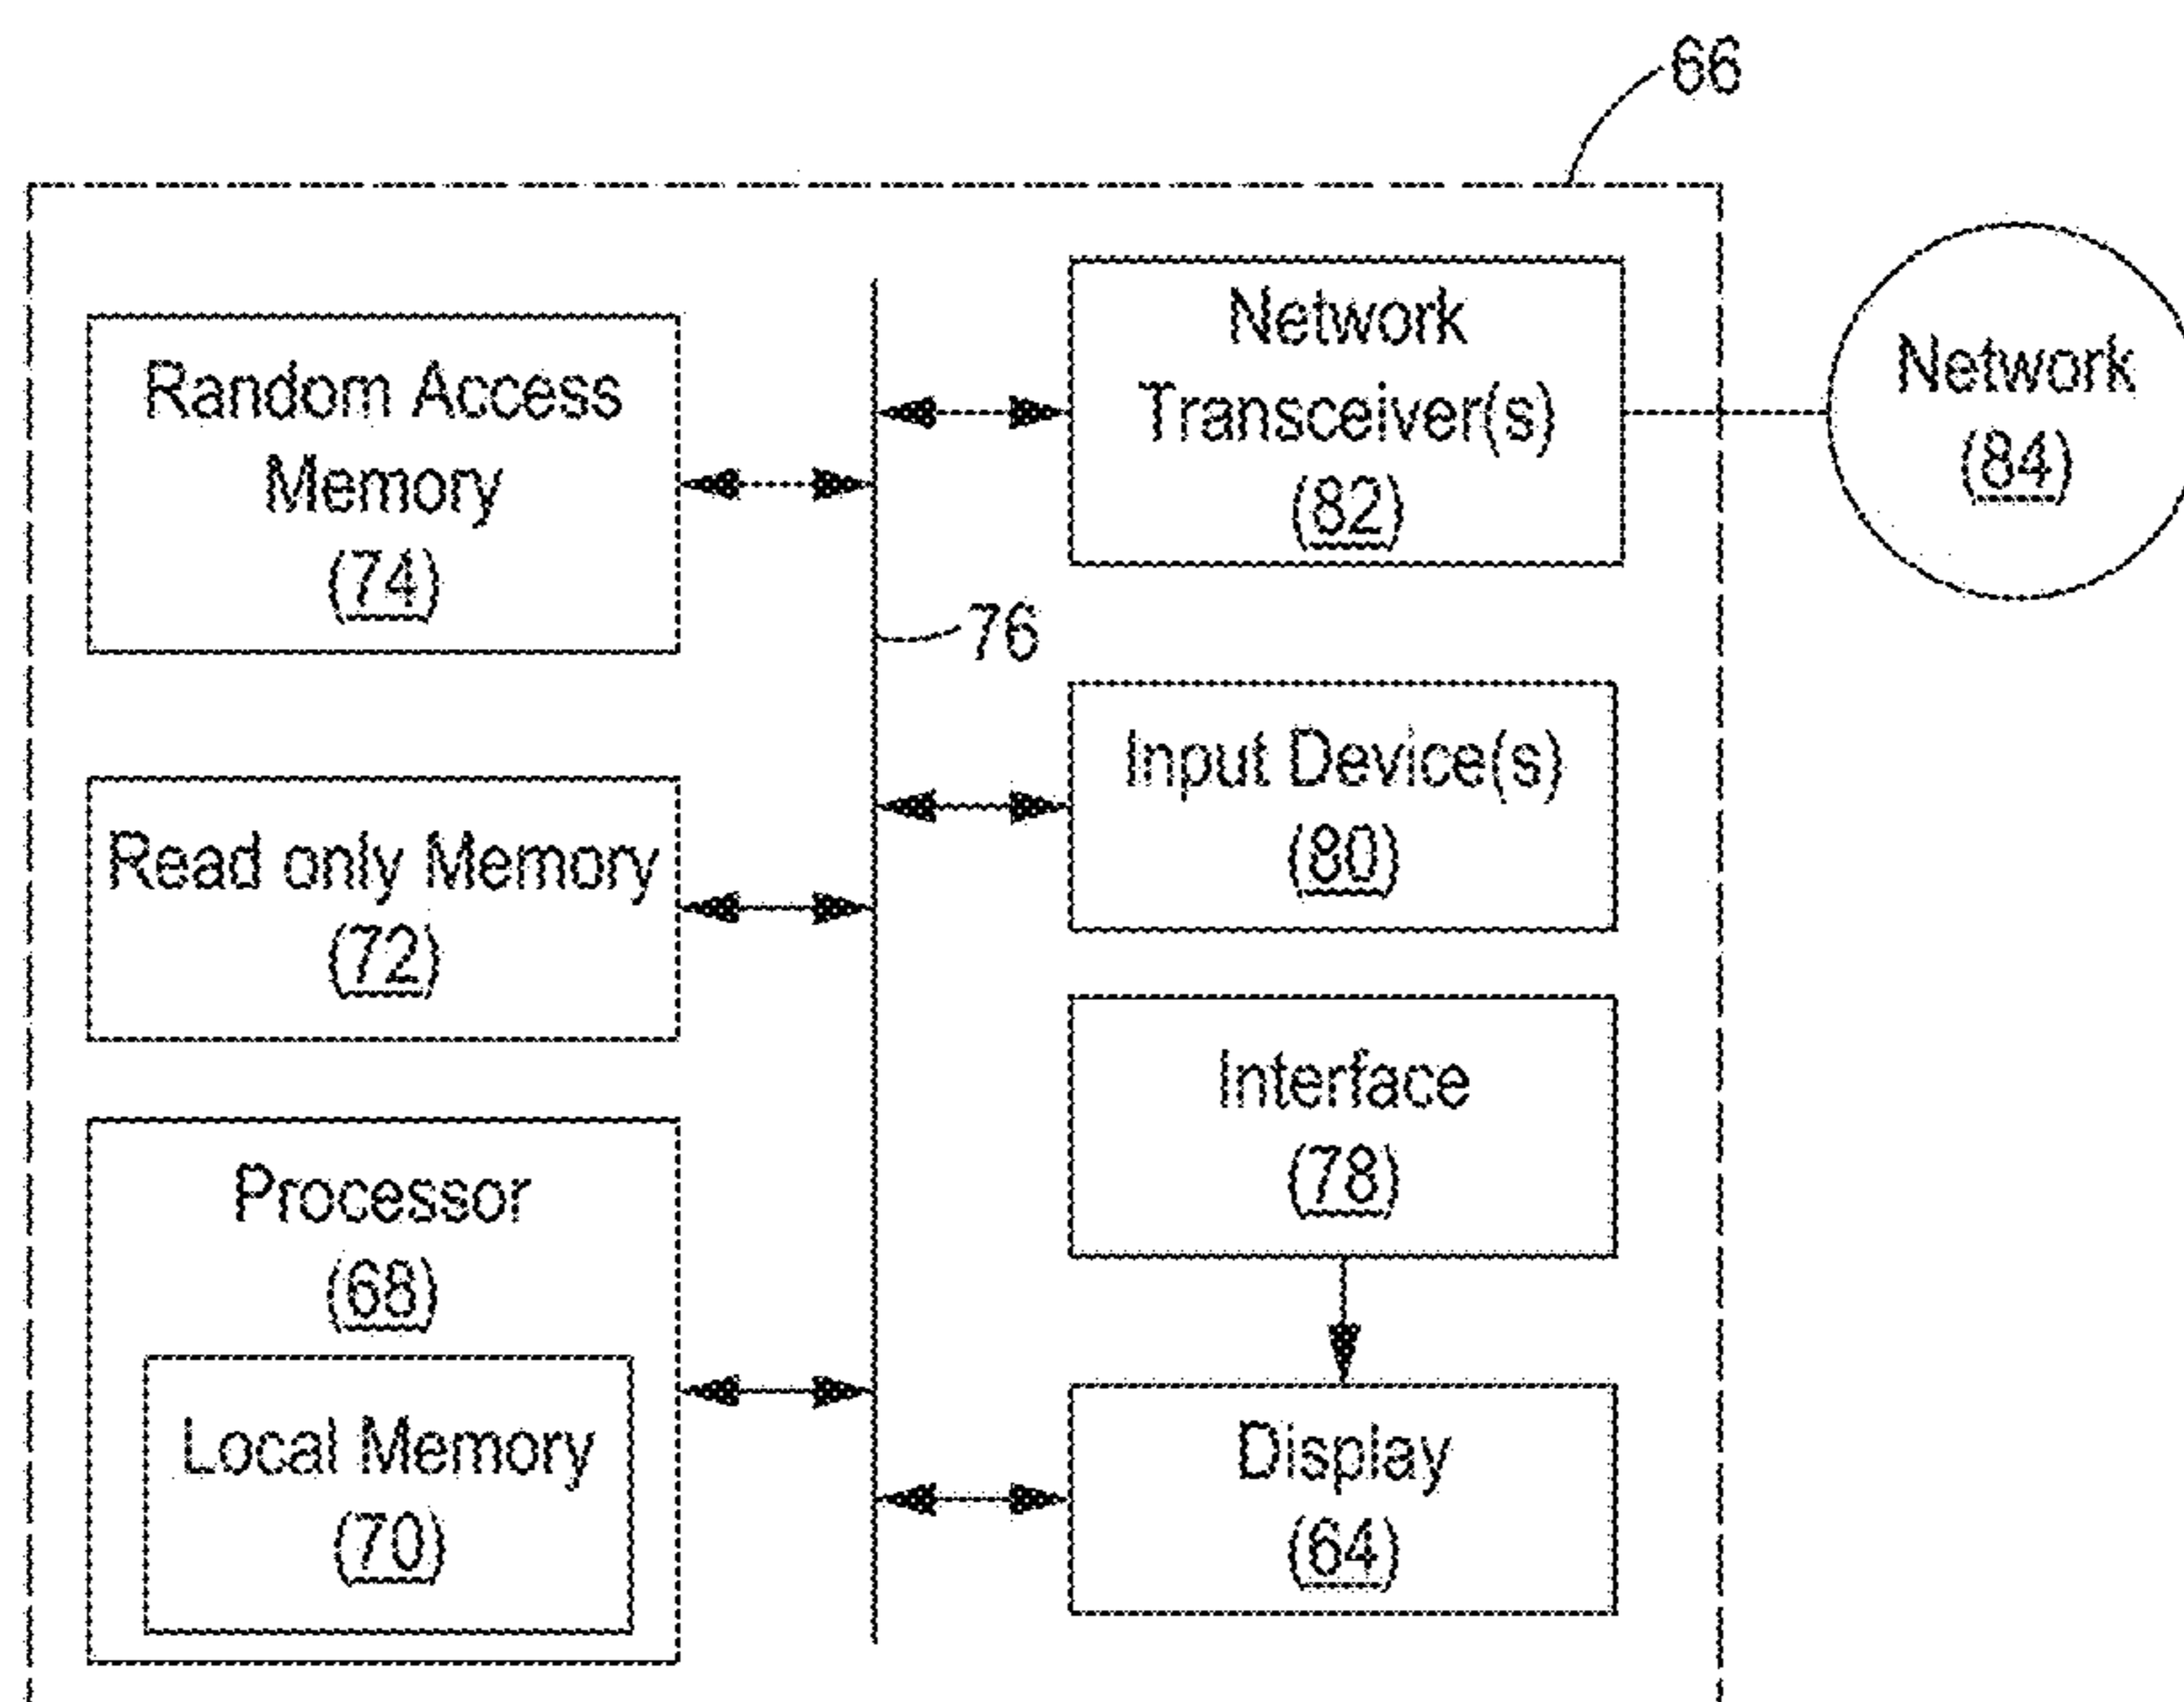 66
Random Access
Memory
(74)
Network
Transceiver(s)
(82)
Network
(84)
76
Read only Memory
(72)
Input Device(s)
(80)
Interface
(78)
Processor
(68)
Local Memory
(70)
Display
(64)